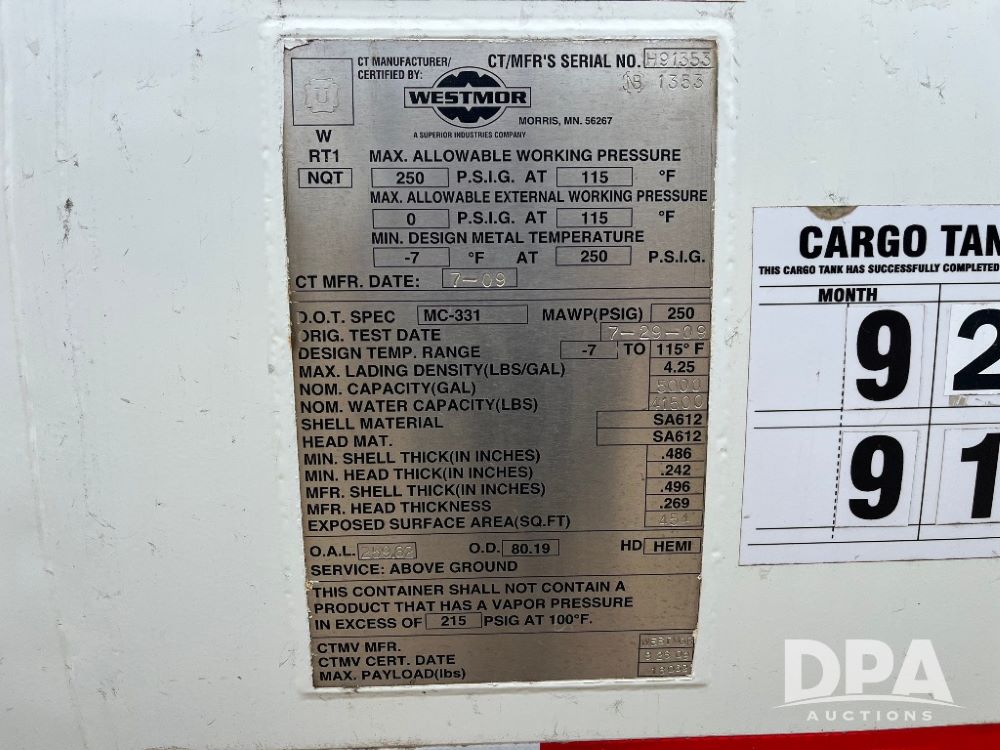 CT MANUFACTURER/ CERTIFIED BY:
CT/MFR'S SERIAL NO. H91353
1353
U
WESTMOR
MORRIS, MN. 56267
A SUPERIOR INDUSTRIES COMPANY
W
RT1
NQT
MAX. ALLOWABLE WORKING PRESSURE
250 P.S.I.G. AT 115 °F
MAX. ALLOWABLE EXTERNAL WORKING PRESSURE
0 P.S.I.G. AT 115 °F
MIN. DESIGN METAL TEMPERATURE
-7 °F AT 250 P.S.I.G.
CT MFR. DATE: 7-09
D.O.T. SPEC MC-331 MAWP(PSIG) 250
ORIG. TEST DATE 7-29-09
DESIGN TEMP. RANGE -7 TO 115° F
MAX. LADING DENSITY(LBS/GAL) 4.25
NOM. CAPACITY(GAL) 5000
NOM. WATER CAPACITY(LBS) 41500
SHELL MATERIAL SA612
HEAD MAT. SA612
MIN. SHELL THICK(IN INCHES) .486
MIN. HEAD THICK(IN INCHES) .242
MFR. SHELL THICK(IN INCHES) .496
MFR. HEAD THICKNESS .269
EXPOSED SURFACE AREA(SQ.FT) 451
O.A.L. O.D. 80.19 HD HEMI
SERVICE: ABOVE GROUND
THIS CONTAINER SHALL NOT CONTAIN A
PRODUCT THAT HAS A VAPOR PRESSURE
IN EXCESS OF 215 PSIG AT 100°F.
CTMV MFR.
CTMV CERT. DATE
MAX. PAYLOAD(lbs)
CARGO TAN
THIS CARGO TANK HAS SUCCESSFULLY COMPLETED
MONTH
9 2
9 1
DPA
AUCTIONS